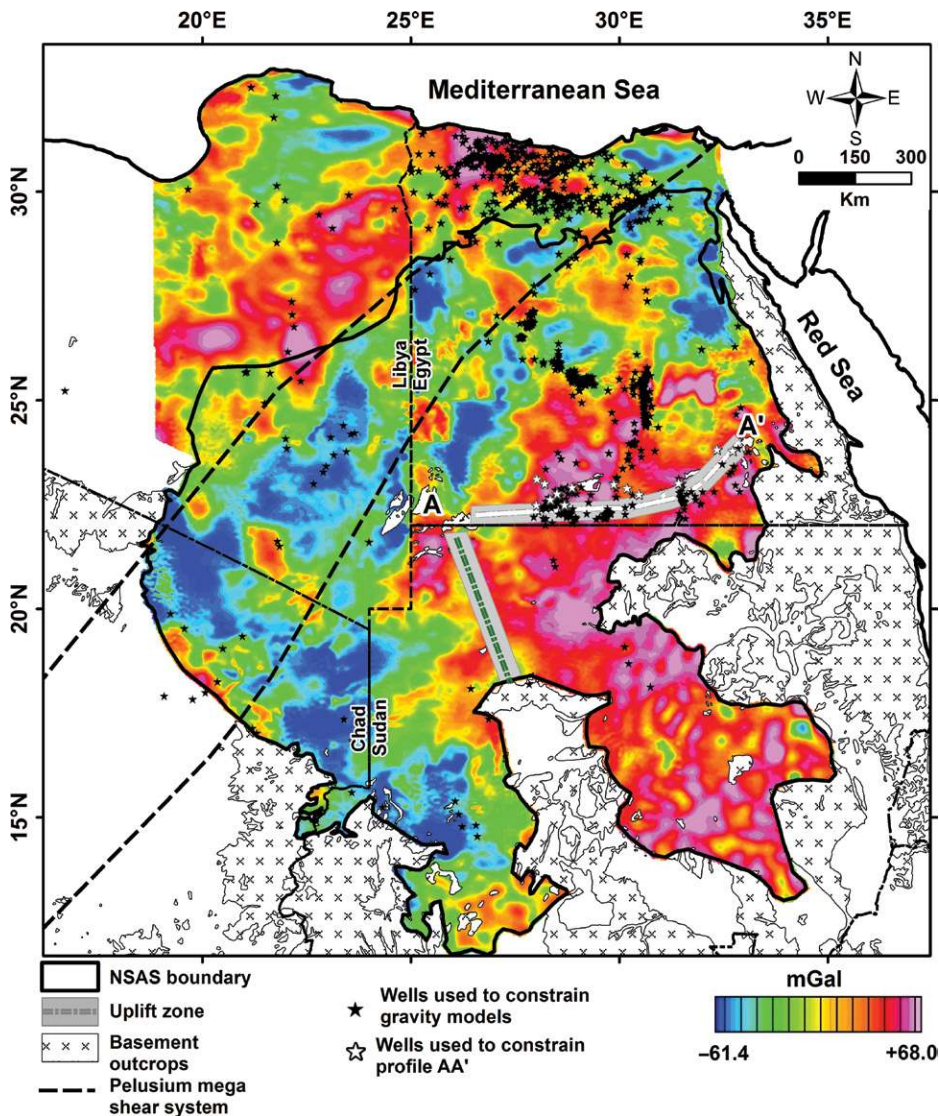 20°E 25°E 30°E 35°E
Mediterranean Sea
N
W E
S
0 150 300
Km
30°N
25°N
20°N
15°N
Red Sea
Libya
Egypt
A'
A
Chad
Sudan
NSAS boundary
Uplift zone
Basement
outcrops
Pelusium mega
shear system
Wells used to constrain
gravity models
Wells used to constrain
profile AA'
mGal
−61.4 +68.0